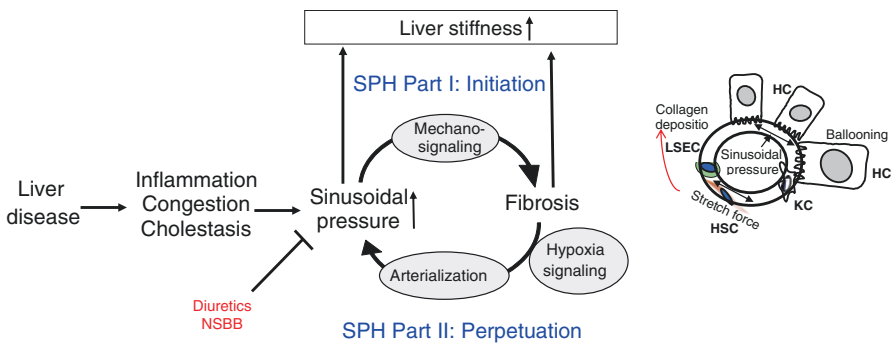 Liver stiffness
SPH Part I: Initiation
Mechano-
signaling
Liver
disease
Inflammation
Congestion
Cholestasis
Sinusoidal
pressure
Fibrosis
Arterialization
Hypoxia
signaling
Diuretics
NSBB
SPH Part II: Perpetuation
HC
HC
Collagen
depositio
Ballooning
LSEC
Sinusoidal
pressure
HC
KC
Stretch force
HSC